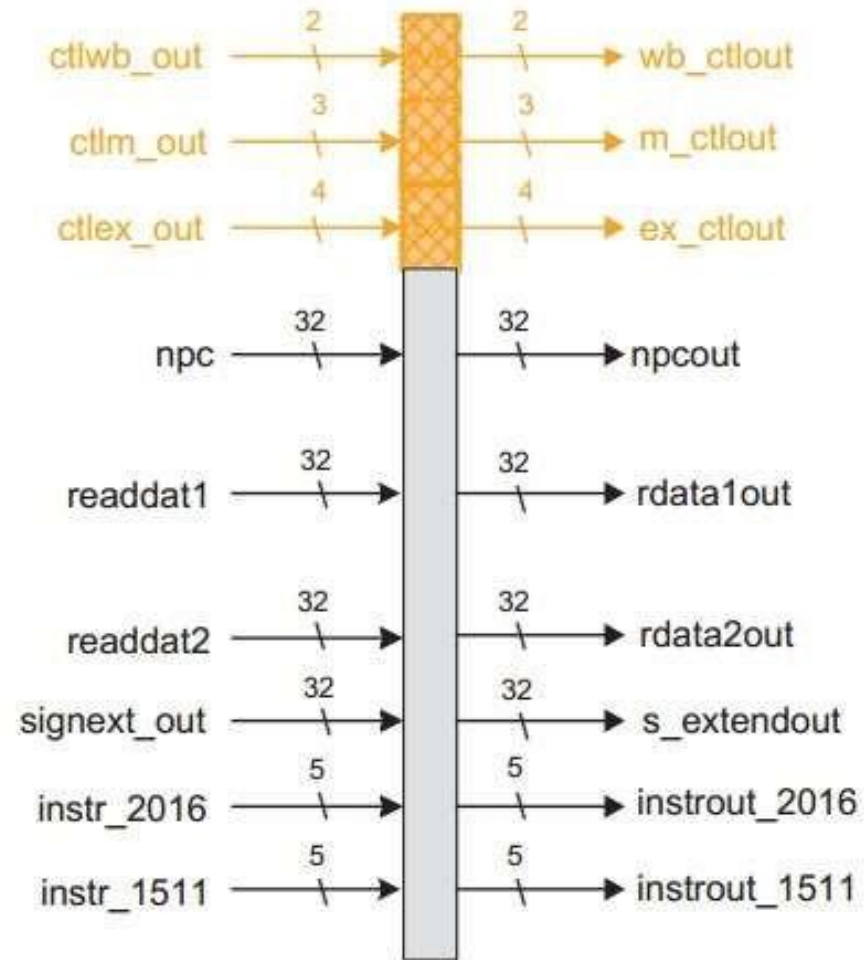 2 2
ctlwb_out wb_ctlout
3 3
ctlm_out m_ctlout
4 4
ctlex_out ex_ctlout
32 32
npc npcout
32 32
readdat1 rdata1out
32 32
readdat2 rdata2out
32 32
signext_out s_extendout
5 5
instr_2016 instrout_2016
5 5
instr_1511 instrout_1511